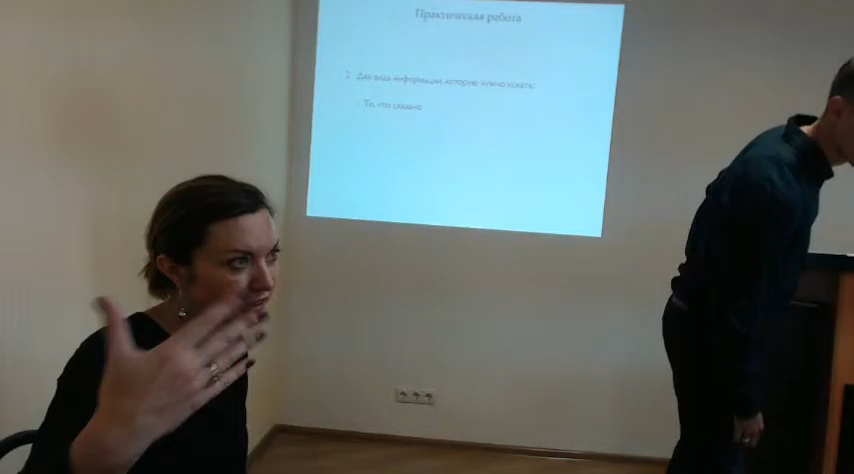 Практическая работа
2. Два вида информации, которую нужно искать:
- То, что сказано